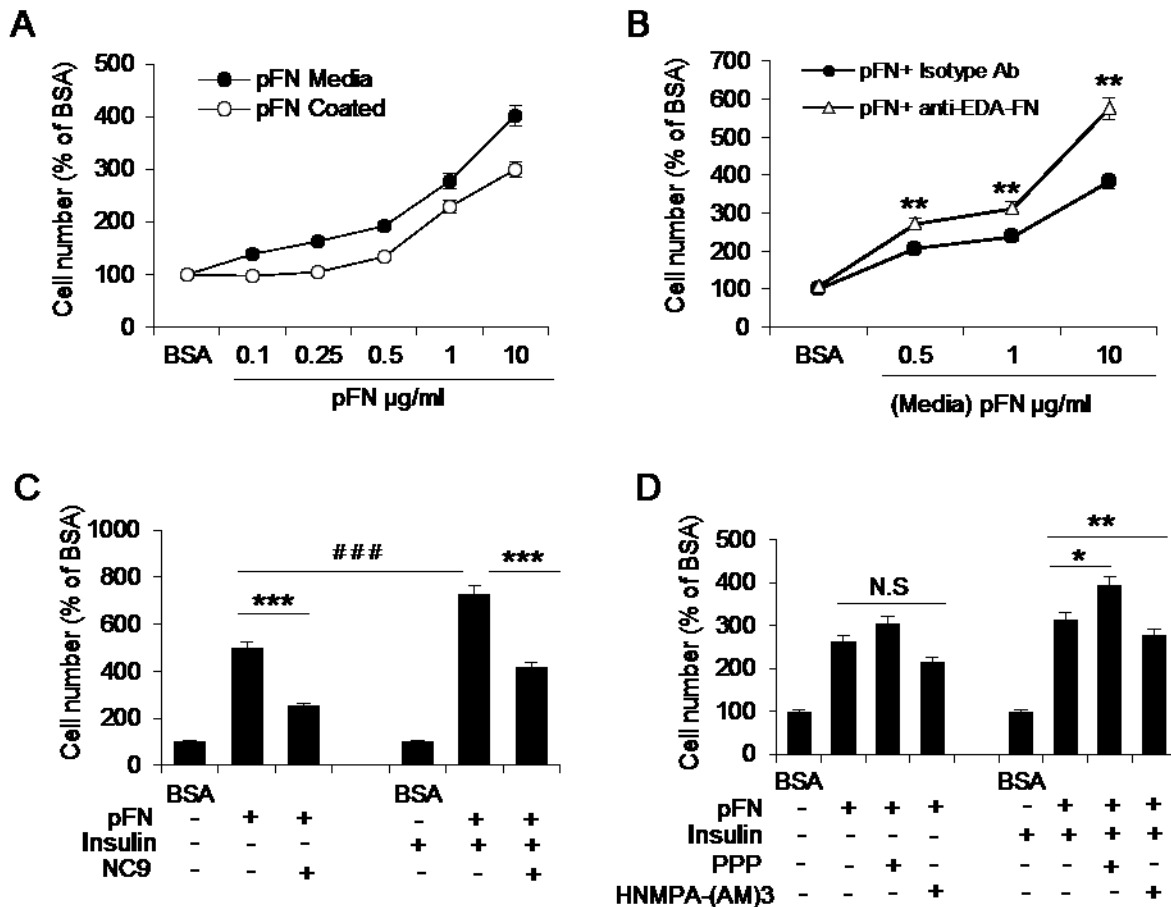 A
Cell number (% of BSA)
500
400
300
200
100
0
pFN Media
pFN Coated
BSA 0.1 0.25 0.5 1 10
pFN µg/ml
B
Cell number (% of BSA)
700
600
500
400
300
200
100
0
pFN+ Isotype Ab
pFN+ anti-EDA-FN
**
**
**
BSA 0.5 1 10
(Media) pFN µg/ml
C
Cell number (% of BSA)
1000
800
600
400
200
0
###
***
***
BSA BSA
pFN - + + - + +
Insulin - - - + + +
NC9 - - + - - +
D
Cell number (% of BSA)
500
400
300
200
100
0
N.S
**
*
BSA BSA
pFN - + + + - + + +
Insulin - - - - + + + +
PPP - - + - - - + -
HNMPA-(AM)3 - - - + - - - +